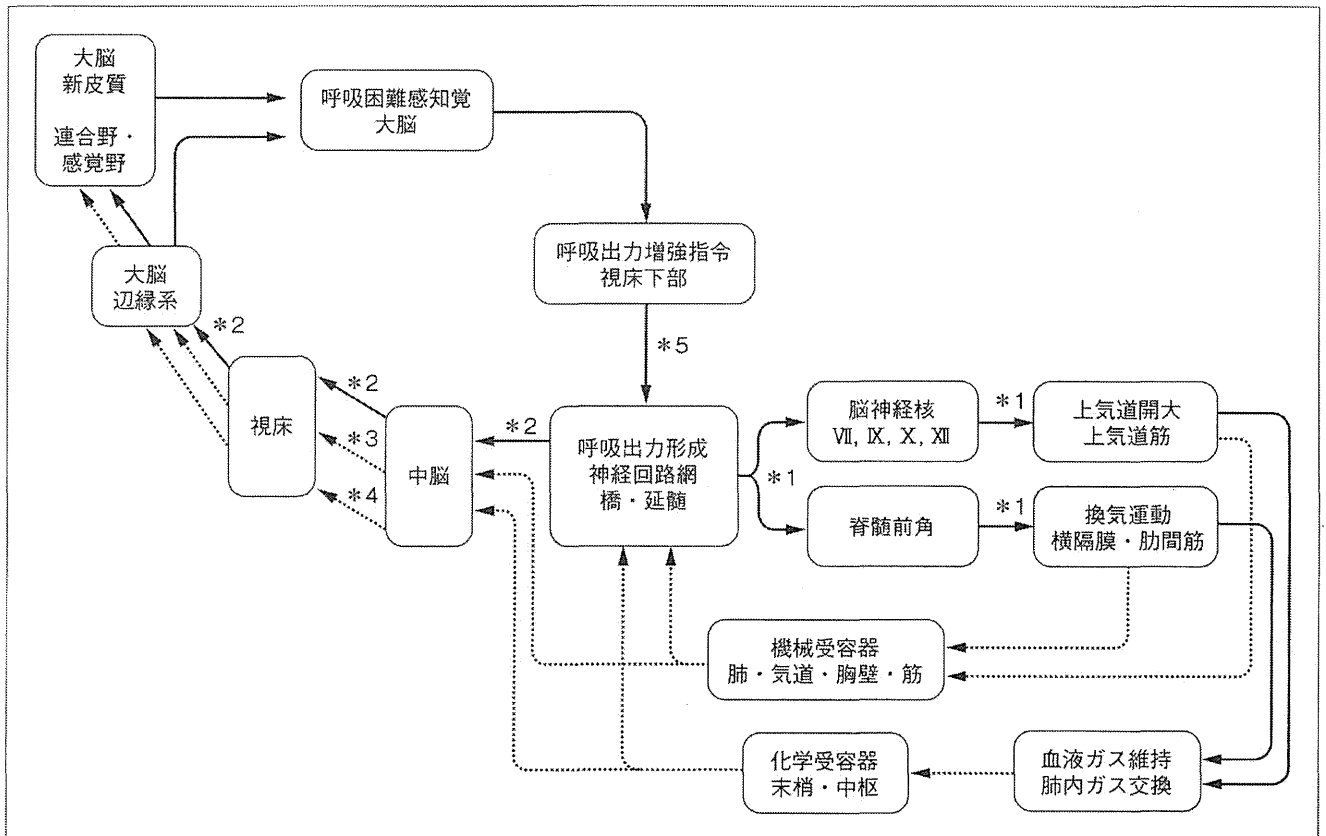 大脳
新皮質
連合野・
感覚野
呼吸困難感知覚
大脳
呼吸出力増強指令
視床下部
大脳
辺縁系
*2
*5
視床
*2
*3
*4
中脳
*2
呼吸出力形成
神経回路網
橋・延髄
*1
脳神経核
Ⅶ, Ⅸ, Ⅹ, Ⅻ
*1
上気道開大
上気道筋
脊髄前角
*1
換気運動
横隔膜・肋間筋
機械受容器
肺・気道・胸壁・筋
化学受容器
末梢・中枢
血液ガス維持
肺内ガス交換